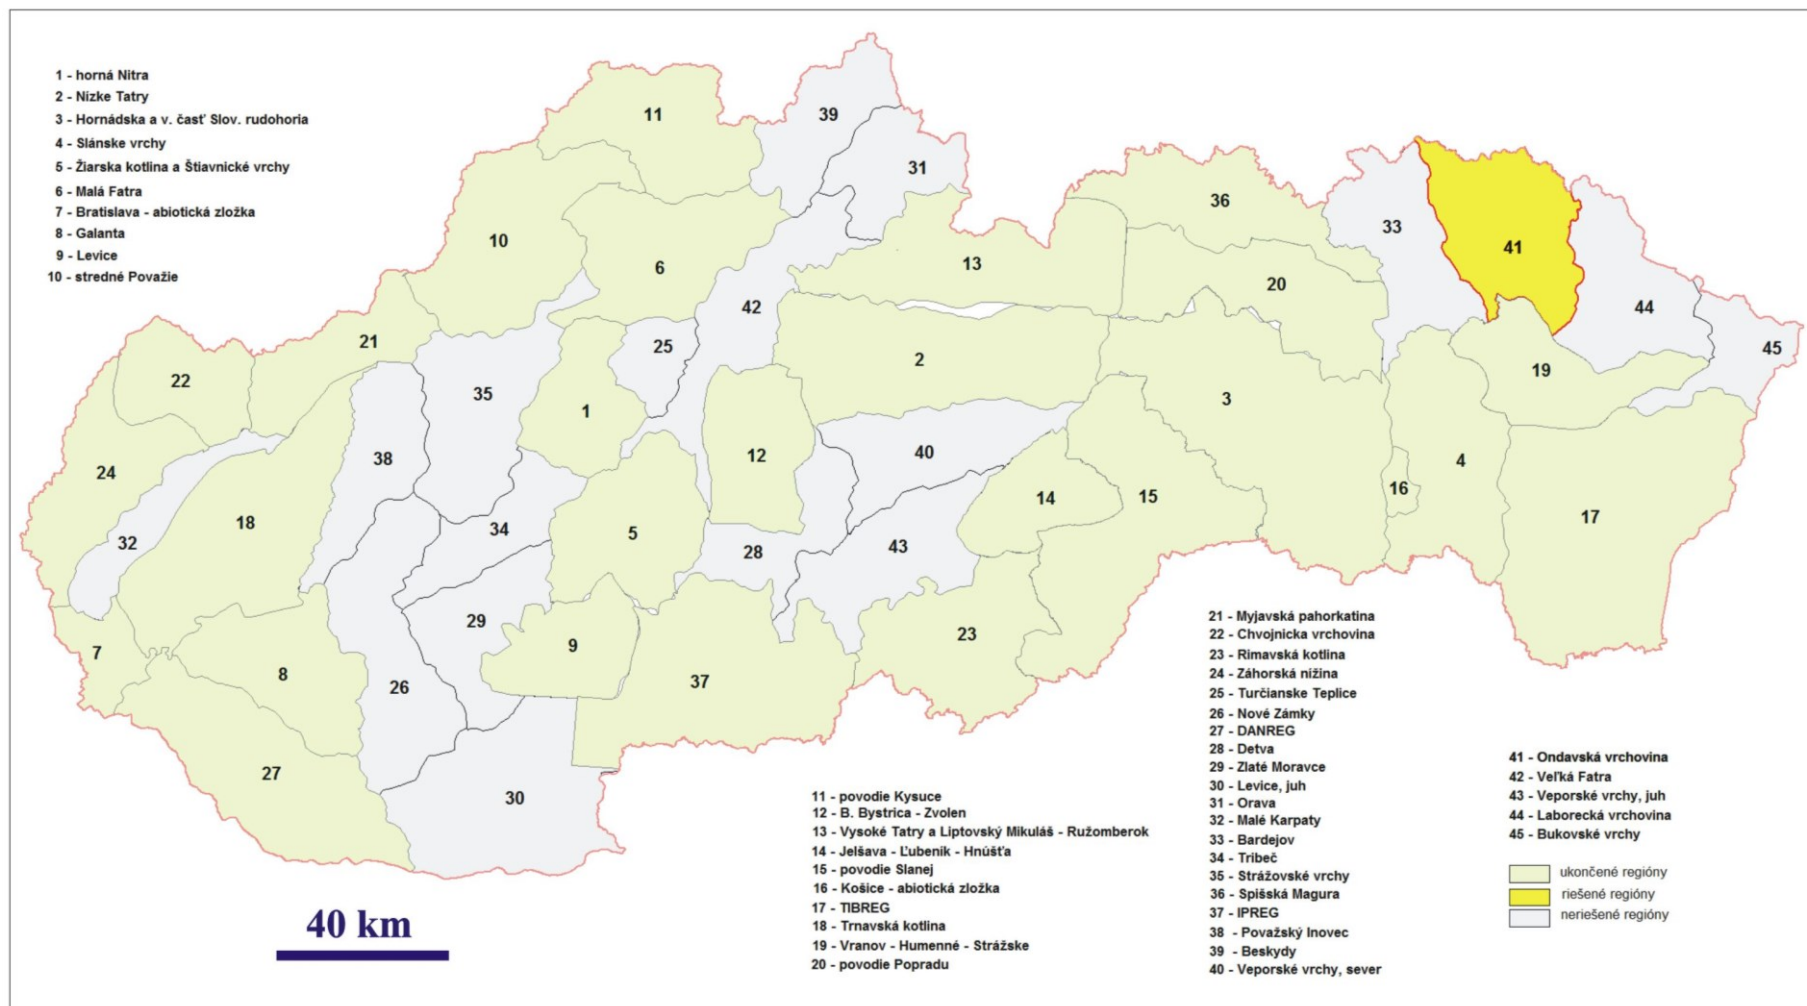 1 - horná Nitra
2 - Nízke Tatry
3 - Hornádska a v. časť Slov. rudohoria
4 - Slánske vrchy
5 - Žiarska kotlina a Štiavnické vrchy
6 - Malá Fatra
7 - Bratislava - abiotická zložka
8 - Galanta
9 - Levice
10 - stredné Považie
11
39
31
36
33
41
10
6
13
20
42
44
21
25
2
45
22
35
19
1
3
38
12
40
24
4
14
15
16
18
34
5
17
32
28
43
29
9
23
7
8
26
37
27
30
40 km
11 - povodie Kysuce
12 - B. Bystrica - Zvolen
13 - Vysoké Tatry a Liptovský Mikuláš - Ružomberok
14 - Jelšava - Ľubeník - Hnúšťa
15 - povodie Slanej
16 - Košice - abiotická zložka
17 - TIBREG
18 - Trnavská kotlina
19 - Vranov - Humenné - Strážske
20 - povodie Popradu
21 - Myjavská pahorkatina
22 - Chvojnicka vrchovina
23 - Rimavská kotlina
24 - Záhorská nížina
25 - Turčianske Teplice
26 - Nové Zámky
27 - DANREG
28 - Detva
29 - Zlaté Moravce
30 - Levice, juh
31 - Orava
32 - Malé Karpaty
33 - Bardejov
34 - Tribeč
35 - Strážovské vrchy
36 - Spišská Magura
37 - IPREG
38 - Považský Inovec
39 - Beskydy
40 - Veporské vrchy, sever
41 - Ondavská vrchovina
42 - Veľká Fatra
43 - Veporské vrchy, juh
44 - Laborecká vrchovina
45 - Bukovské vrchy
ukončené regióny
riešené regióny
neriešené regióny